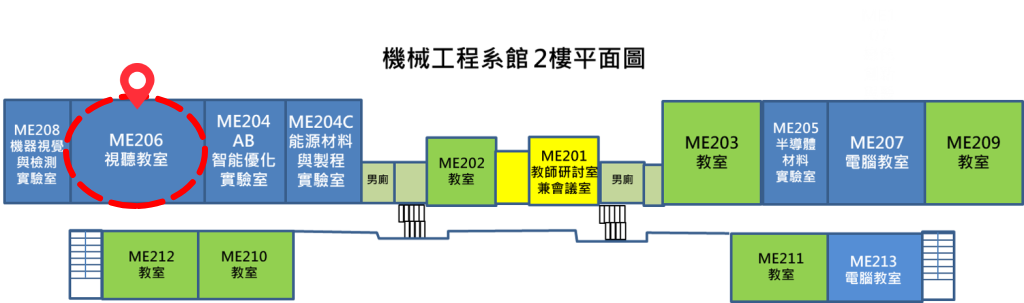 機械工程系館 2樓平面圖
ME208
機器視覺
與檢測
實驗室
ME206
視聽教室
ME204
AB
智能優化
實驗室
ME204C
能源材料
與製程
實驗室
男廁
ME202
教室
ME201
教師研討室
兼會議室
男廁
ME203
教室
ME205
半導體
材料
實驗室
ME207
電腦教室
ME209
教室
ME212
教室
ME210
教室
ME211
教室
ME213
電腦教室